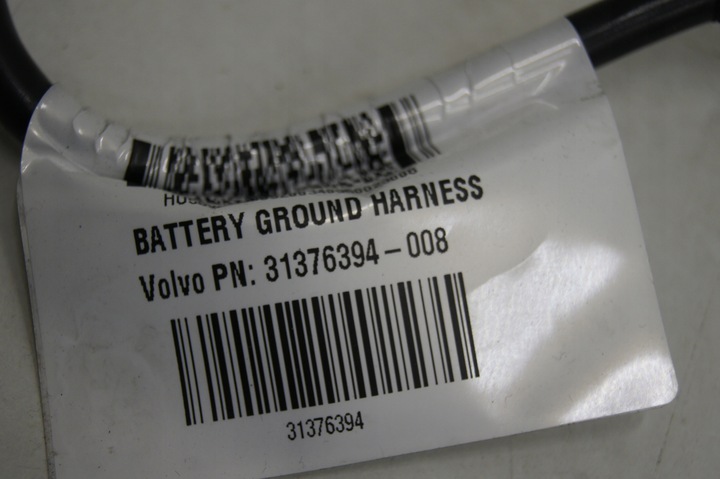 BATTERY GROUND HARNESS
Volvo PN: 31376394-008
31376394